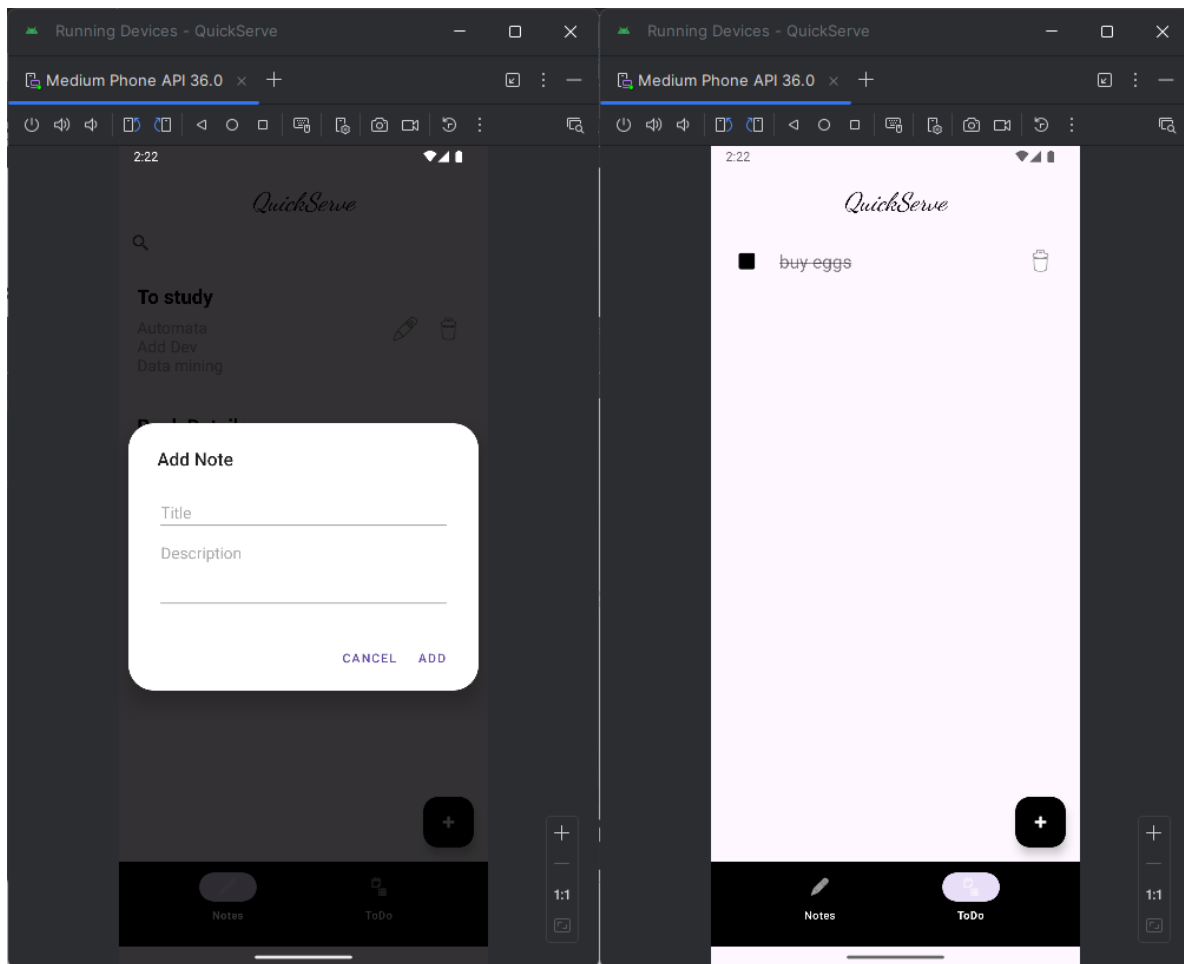 Running Devices - QuickServe
Medium Phone API 36.0
2:22
QuickServe
To study
Automata
Add Dev
Data mining
Add Note
Title
Description
CANCEL
ADD
1:1
Notes
ToDo
Running Devices - QuickServe
Medium Phone API 36.0
2:22
QuickServe
buy eggs
1:1
Notes
ToDo